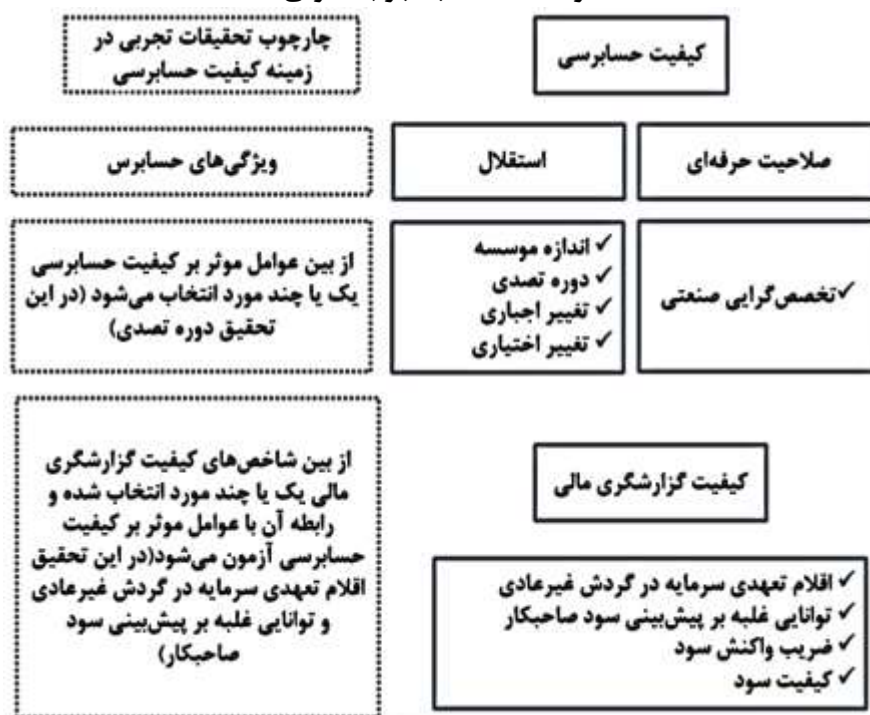 کیفیت حسابرسی
چارچوب تحقیقات تجربی در
زمینه کیفیت حسابرسی
صلاحیت حرفه‌ای
استقلال
ویژگی‌های حسابرس
✓تخصص‌گرایی صنعتی
✓ اندازه موسسه
✓ دوره تصدی
✓ تغییر اجباری
✓ تغییر اختیاری
از بین عوامل موثر بر کیفیت حسابرسی
یک یا چند مورد انتخاب می‌شود (در این
تحقیق دوره تصدی)
کیفیت گزارشگری مالی
✓ اقلام تعهدی سرمایه در گردش غیرعادی
✓ توانایی غلبه بر پیش‌بینی سود صاحبکار
✓ ضریب واکنش سود
✓ کیفیت سود
از بین شاخص‌های کیفیت گزارشگری
مالی یک یا چند مورد انتخاب شده و
رابطه آن با عوامل موثر بر کیفیت
حسابرسی آزمون می‌شود(در این تحقیق
اقلام تعهدی سرمایه در گردش غیرعادی
و توانایی غلبه بر پیش‌بینی سود
صاحبکار)